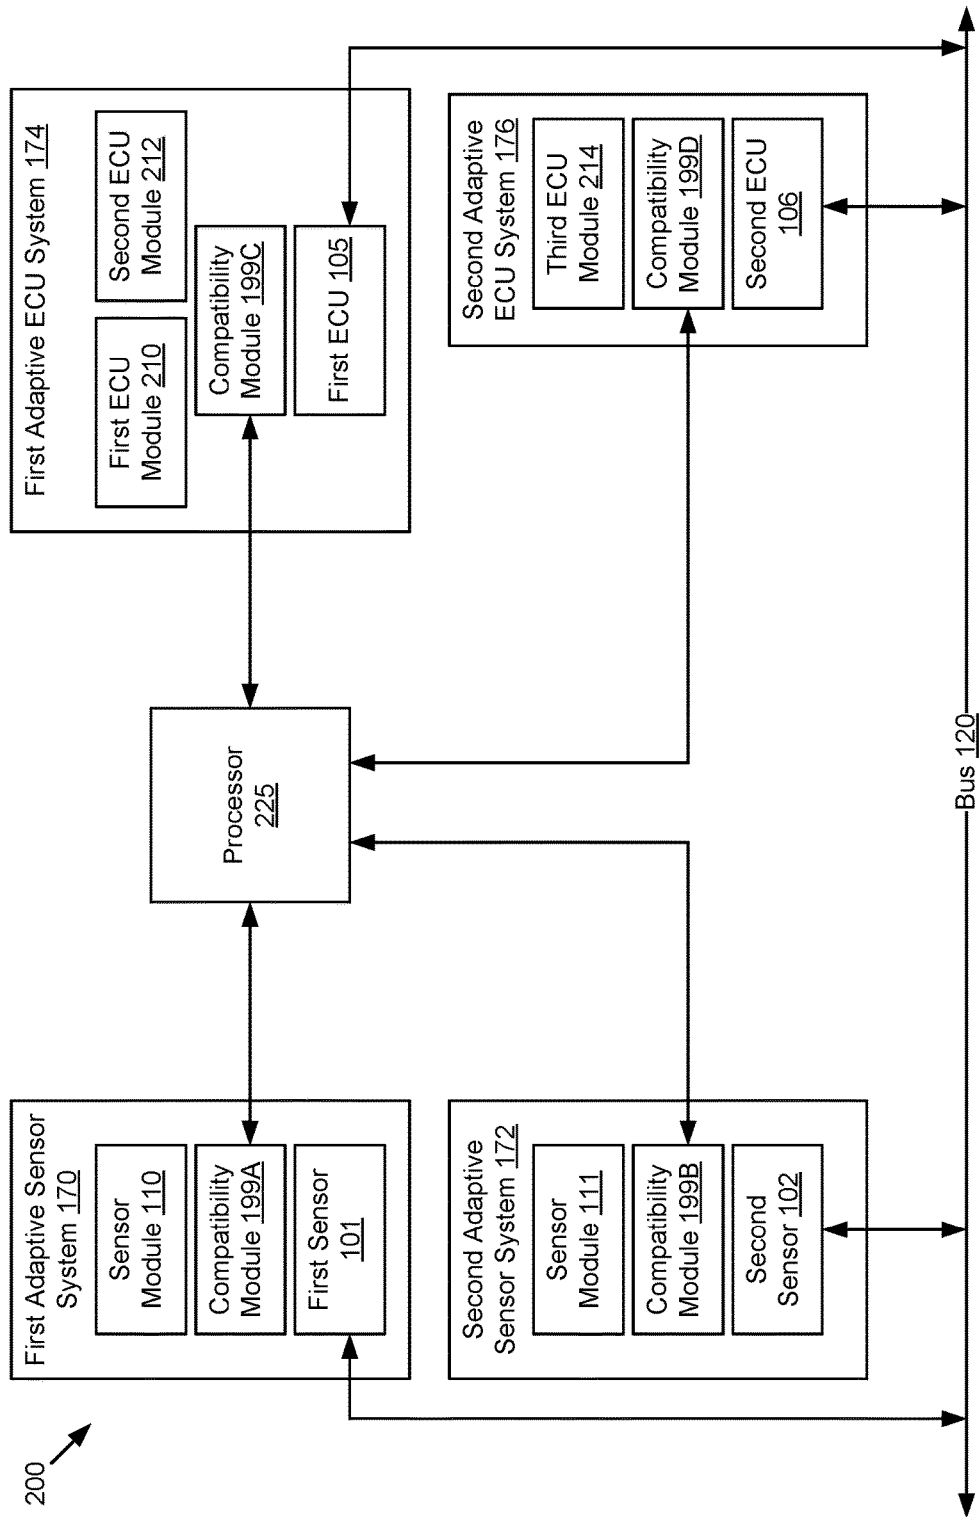 200
First Adaptive Sensor
System 170
Sensor
Module 110
Compatibility
Module 199A
First Sensor
101
Processor
225
First Adaptive ECU System 174
First ECU
Module 210
Second ECU
Module 212
Compatibility
Module 199C
First ECU 105
Second Adaptive
Sensor System 172
Sensor
Module 111
Compatibility
Module 199B
Second
Sensor 102
Second Adaptive
ECU System 176
Third ECU
Module 214
Compatibility
Module 199D
Second ECU
106
Bus 120